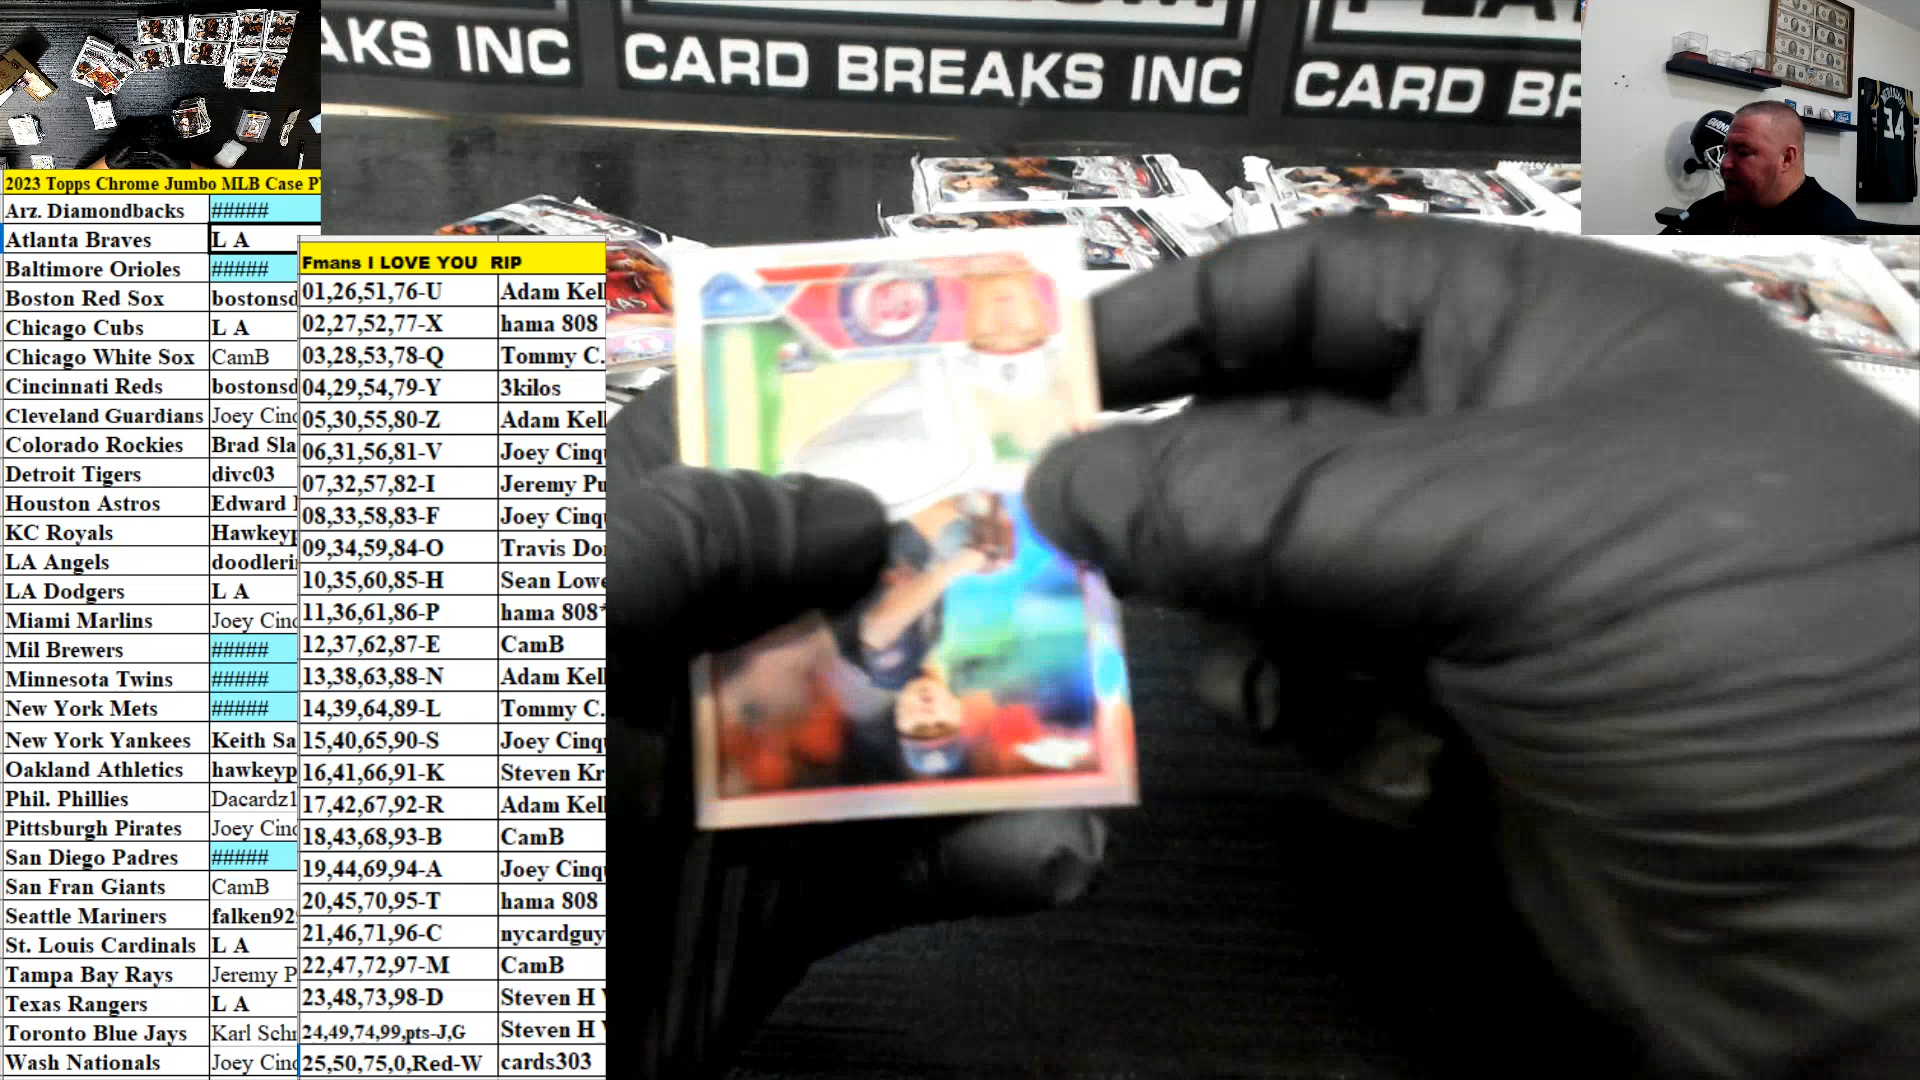 AKS INC
CARD BREAKS INC
CARD BR
GIANTS
34
2023 Topps Chrome Jumbo MLB Case P
Arz. Diamondbacks #####
Atlanta Braves L A
Baltimore Orioles #####
Boston Red Sox bostonsd
Chicago Cubs L A
Chicago White Sox CamB
Cincinnati Reds bostonsd
Cleveland Guardians Joey Cinq
Colorado Rockies Brad Sla
Detroit Tigers divc03
Houston Astros Edward
KC Royals Hawkeyp
LA Angels doodleri
LA Dodgers L A
Miami Marlins Joey Cinq
Mil Brewers #####
Minnesota Twins #####
New York Mets #####
New York Yankees Keith Sa
Oakland Athletics hawkeyp
Phil. Phillies Dacardz1
Pittsburgh Pirates Joey Cinq
San Diego Padres #####
San Fran Giants CamB
Seattle Mariners falken92
St. Louis Cardinals L A
Tampa Bay Rays Jeremy P
Texas Rangers L A
Toronto Blue Jays Karl Schr
Wash Nationals Joey Cinq
Fmans I LOVE YOU RIP
01,26,51,76-U Adam Kell
02,27,52,77-X hama 808
03,28,53,78-Q Tommy C.
04,29,54,79-Y 3kilos
05,30,55,80-Z Adam Kell
06,31,56,81-V Joey Cinqu
07,32,57,82-I Jeremy Pu
08,33,58,83-F Joey Cinqu
09,34,59,84-O Travis Do
10,35,60,85-H Sean Lowe
11,36,61,86-P hama 808*
12,37,62,87-E CamB
13,38,63,88-N Adam Kell
14,39,64,89-L Tommy C.
15,40,65,90-S Joey Cinqu
16,41,66,91-K Steven Kr
17,42,67,92-R Adam Kell
18,43,68,93-B CamB
19,44,69,94-A Joey Cinqu
20,45,70,95-T hama 808
21,46,71,96-C nycardguy
22,47,72,97-M CamB
23,48,73,98-D Steven H
24,49,74,99,pts-J,G Steven H
25,50,75,0,Red-W cards303